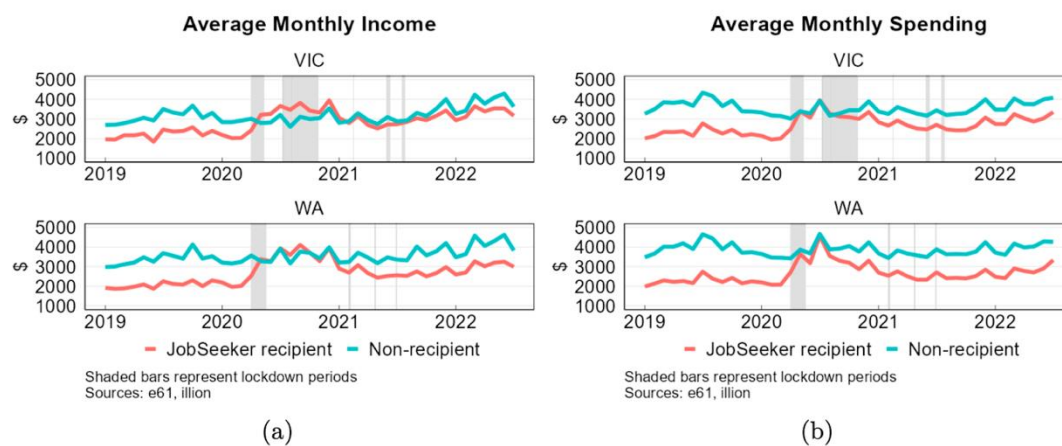 Average Monthly Income
VIC
5000
4000
3000
2000
1000
$
2019 2020 2021 2022
WA
5000
4000
3000
2000
1000
$
2019 2020 2021 2022
JobSeeker recipient Non-recipient
Shaded bars represent lockdown periods
Sources: e61, illion
(a)
Average Monthly Spending
VIC
5000
4000
3000
2000
1000
$
2019 2020 2021 2022
WA
5000
4000
3000
2000
1000
$
2019 2020 2021 2022
JobSeeker recipient Non-recipient
Shaded bars represent lockdown periods
Sources: e61, illion
(b)